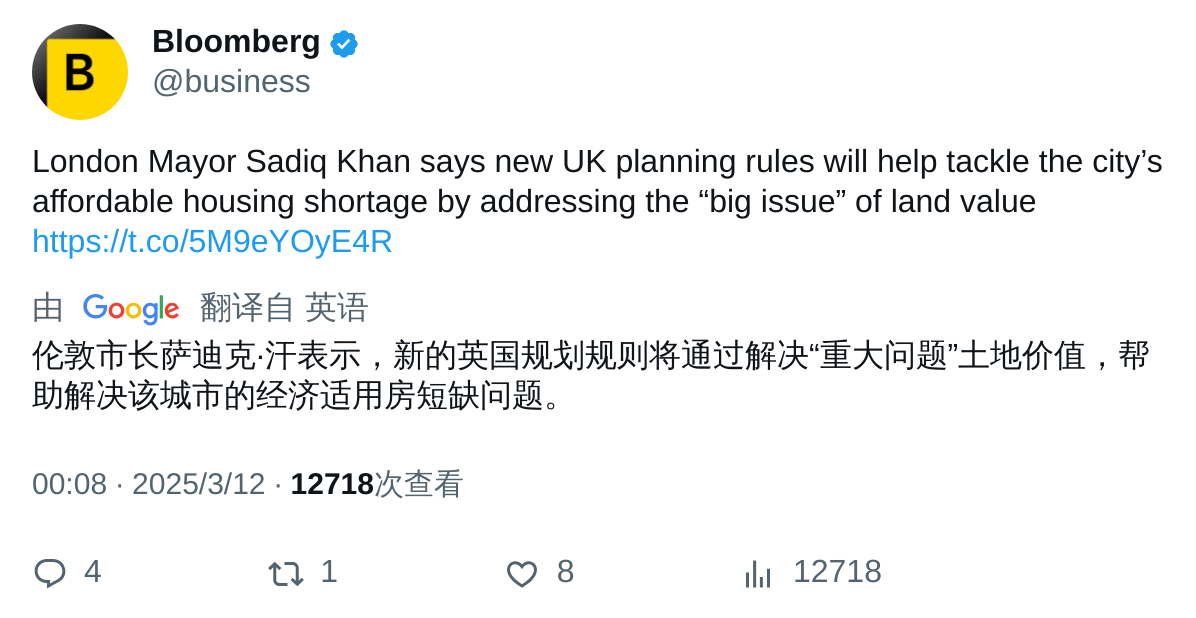 B
Bloomberg
@business
London Mayor Sadiq Khan says new UK planning rules will help tackle the city’s
affordable housing shortage by addressing the “big issue” of land value
https://t.co/5M9eYOyE4R
由 Google 翻译自 英语
伦敦市长萨迪克·汗表示，新的英国规划规则将通过解决“重大问题”土地价值，帮
助解决该城市的经济适用房短缺问题。
00:08 · 2025/3/12 · 12718次查看
4 1 8 12718